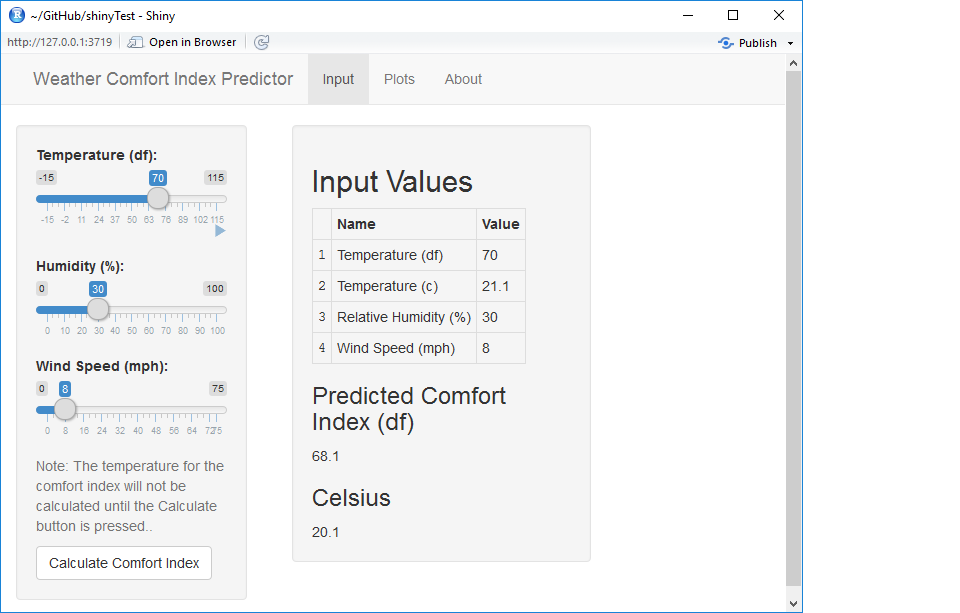 ~/GitHub/shinyTest - Shiny
http://127.0.0.1:3719 Open in Browser Publish
Weather Comfort Index Predictor Input Plots About
Temperature (df):
-15 70 115
-15 -2 11 24 37 50 63 76 89 102 115
Humidity (%):
0 30 100
0 10 20 30 40 50 60 70 80 90 100
Wind Speed (mph):
0 8 75
0 8 16 24 32 40 48 56 64 72 75
Note: The temperature for the
comfort index will not be
calculated until the Calculate
button is pressed..
Calculate Comfort Index
Input Values
Name Value
1 Temperature (df) 70
2 Temperature (c) 21.1
3 Relative Humidity (%) 30
4 Wind Speed (mph) 8
Predicted Comfort
Index (df)
68.1
Celsius
20.1